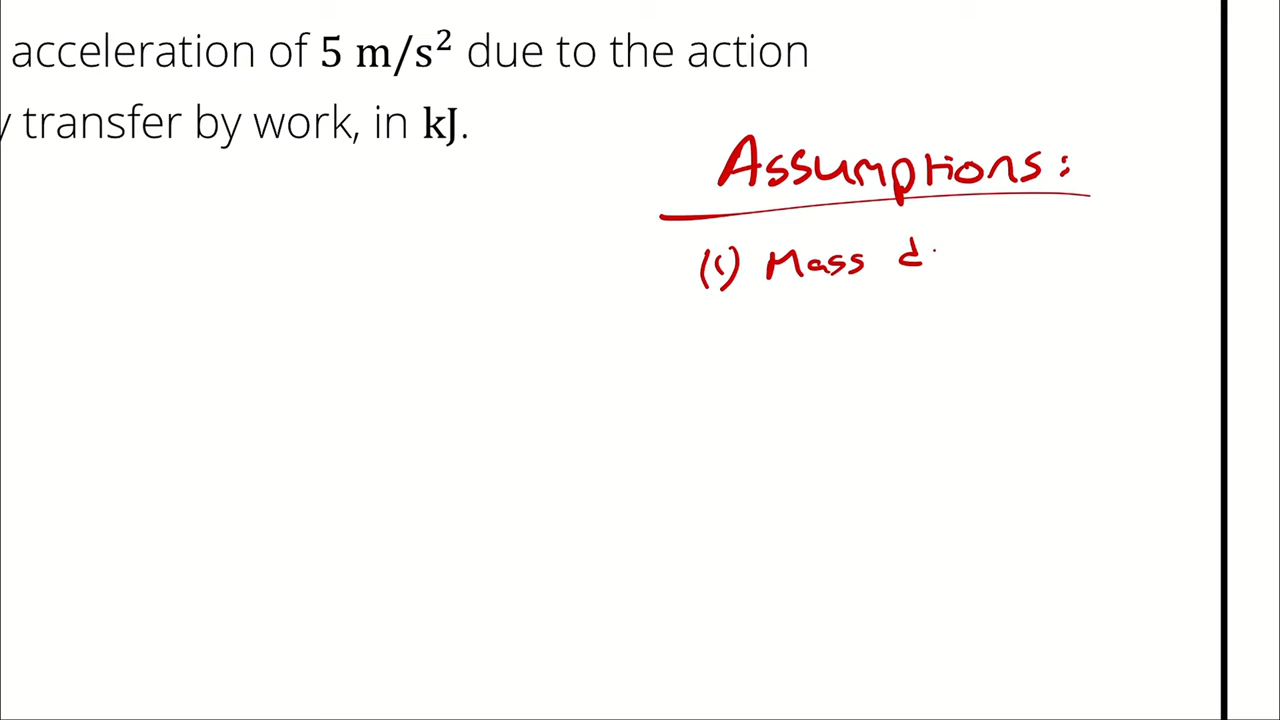 acceleration of 5 m/s² due to the action
y transfer by work, in kJ.
Assumptions:
(1) Mass d